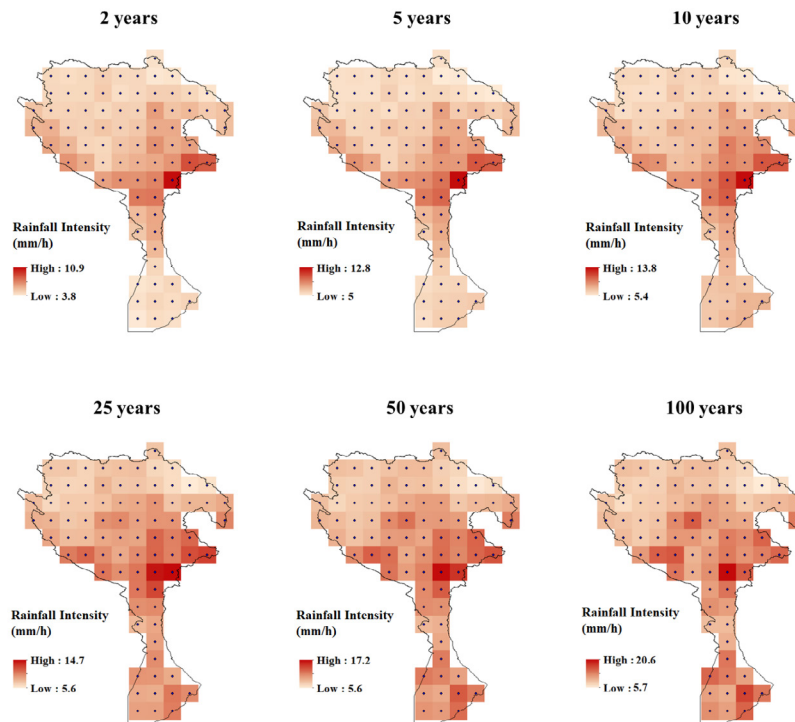 2 years
5 years
10 years
Rainfall Intensity
(mm/h)
High : 10.9
Low : 3.8
Rainfall Intensity
(mm/h)
High : 12.8
Low : 5
Rainfall Intensity
(mm/h)
High : 13.8
Low : 5.4
25 years
50 years
100 years
Rainfall Intensity
(mm/h)
High : 14.7
Low : 5.6
Rainfall Intensity
(mm/h)
High : 17.2
Low : 5.6
Rainfall Intensity
(mm/h)
High : 20.6
Low : 5.7